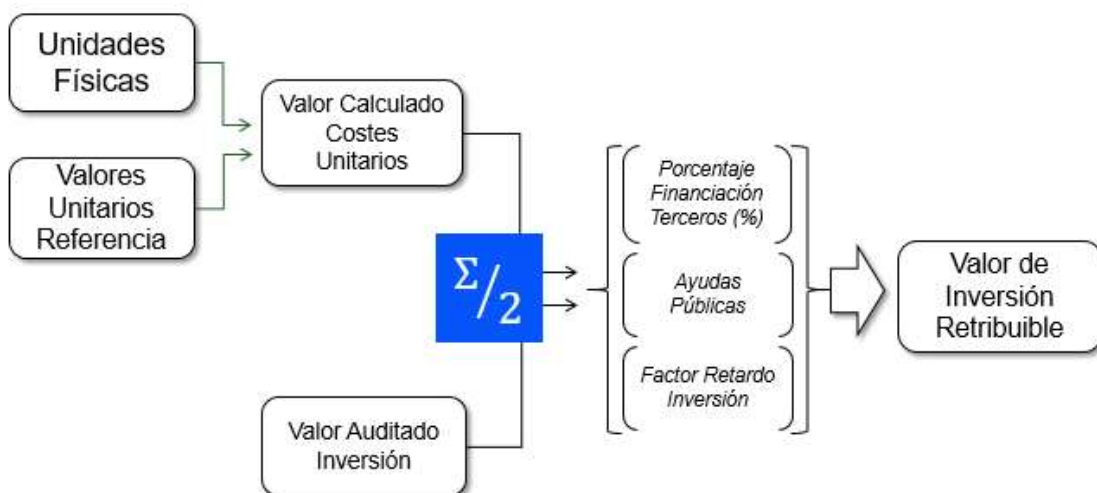 Unidades
Físicas
Valores
Unitarios
Referencia
Valor Calculado
Costes
Unitarios
Σ/2
Valor Auditado
Inversión
Porcentaje
Financiación
Terceros (%)
Ayudas
Públicas
Factor Retardo
Inversión
Valor de
Inversión
Retribuible